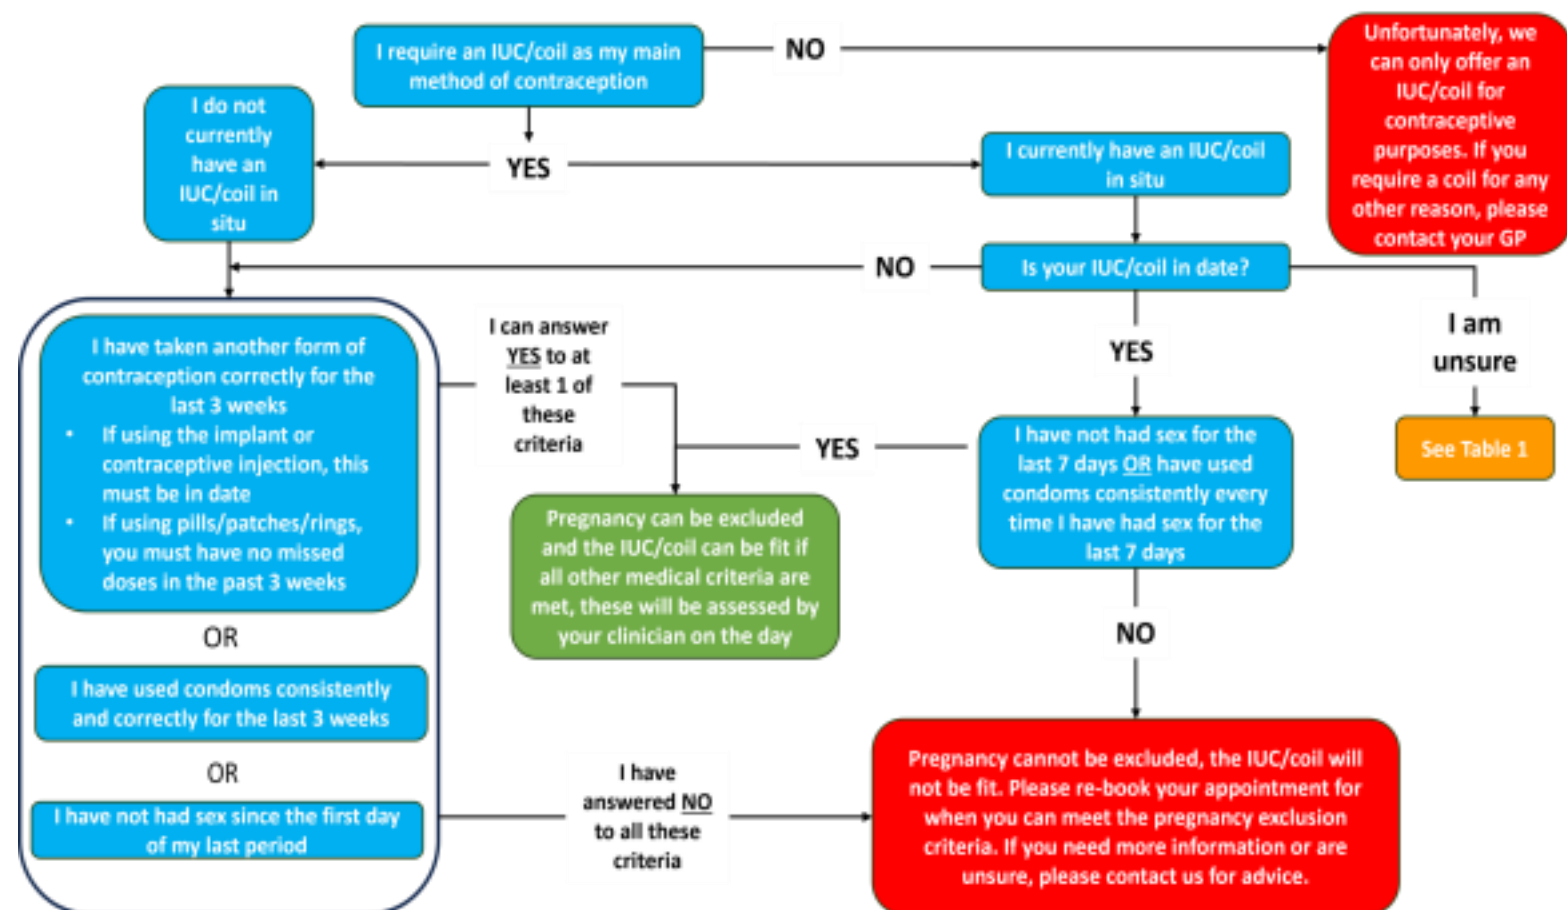 I require an IUC/coil as my main
method of contraception
NO
Unfortunately, we
can only offer an
IUC/coil for
contraceptive
purposes. If you
require a coil for any
other reason, please
contact your GP
I do not
currently
have an
IUC/coil in
situ
YES
I currently have an IUC/coil
in situ
NO
Is your IUC/coil in date?
I am
unsure
See Table 1
YES
I have taken another form of
contraception correctly for the
last 3 weeks
• If using the implant or
contraceptive injection, this
must be in date
• If using pills/patches/rings,
you must have no missed
doses in the past 3 weeks
OR
I have used condoms consistently
and correctly for the last 3 weeks
OR
I have not had sex since the first day
of my last period
I can answer
YES to at
least 1 of
these
criteria
YES
I have not had sex for the
last 7 days OR have used
condoms consistently every
time I have had sex for the
last 7 days
Pregnancy can be excluded
and the IUC/coil can be fit if
all other medical criteria are
met, these will be assessed by
your clinician on the day
NO
I have
answered NO
to all these
criteria
Pregnancy cannot be excluded, the IUC/coil will
not be fit. Please re-book your appointment for
when you can meet the pregnancy exclusion
criteria. If you need more information or are
unsure, please contact us for advice.